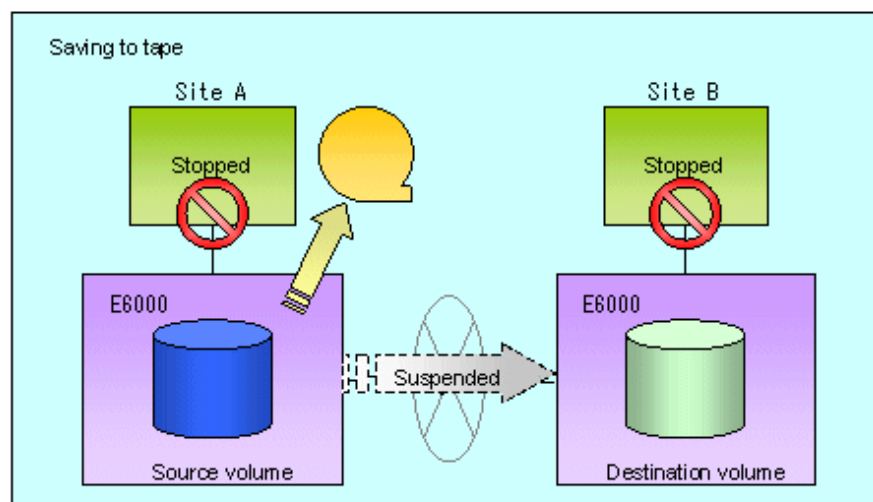 Saving to tape
Site A
Site B
Stopped
Stopped
E6000
E6000
Suspended
Source volume
Destination volume